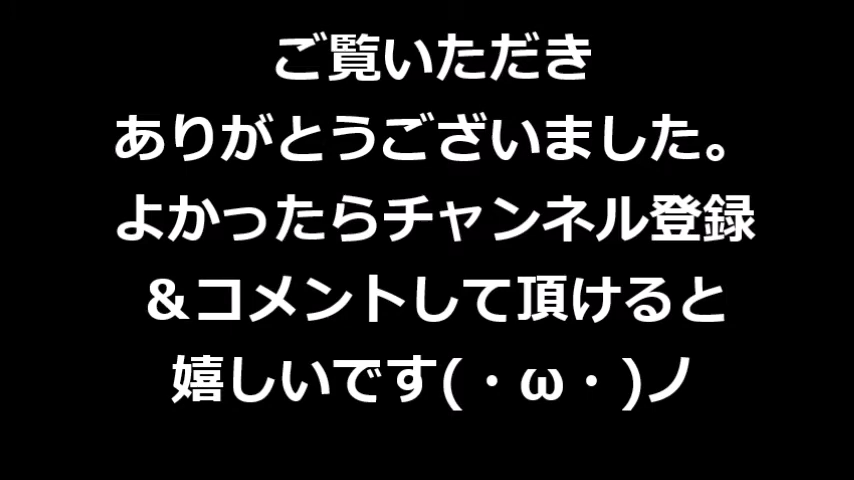 ご覧いただき
ありがとうございました。
よかったらチャンネル登録
＆コメントして頂けると
嬉しいです(・ω・)ノ